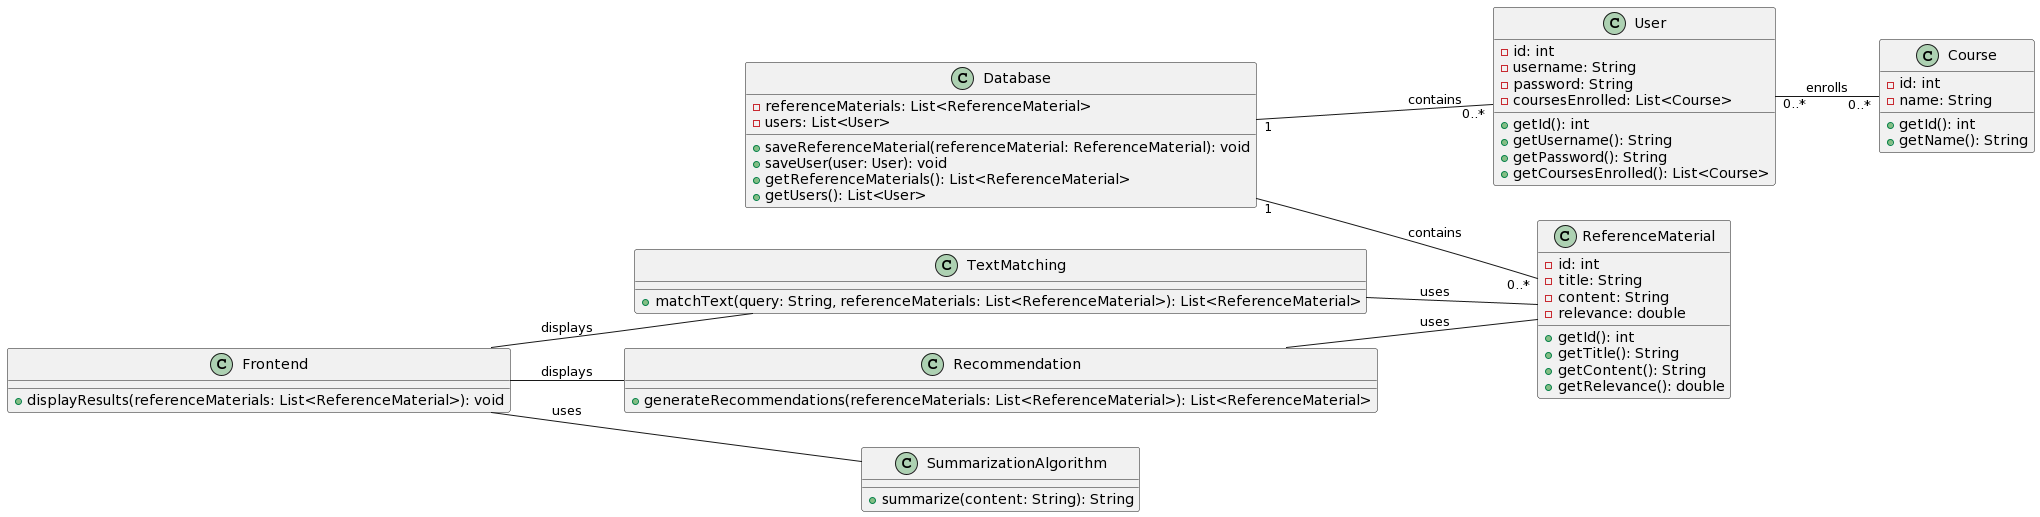 C User
id: int
username: String
password: String
coursesEnrolled: List<Course>
getId(): int
getUsername(): String
getPassword(): String
getCoursesEnrolled(): List<Course>
C Course
id: int
name: String
getId(): int
getName(): String
enrolls
0..*
0..*
C Database
referenceMaterials: List<ReferenceMaterial>
users: List<User>
saveReferenceMaterial(referenceMaterial: ReferenceMaterial): void
saveUser(user: User): void
getReferenceMaterials(): List<ReferenceMaterial>
getUsers(): List<User>
contains
1
0..*
contains
1
0..*
C ReferenceMaterial
id: int
title: String
content: String
relevance: double
getId(): int
getTitle(): String
getContent(): String
getRelevance(): double
C TextMatching
matchText(query: String, referenceMaterials: List<ReferenceMaterial>): List<ReferenceMaterial>
uses
uses
displays
C Frontend
displayResults(referenceMaterials: List<ReferenceMaterial>): void
displays
C Recommendation
generateRecommendations(referenceMaterials: List<ReferenceMaterial>): List<ReferenceMaterial>
uses
C SummarizationAlgorithm
summarize(content: String): String